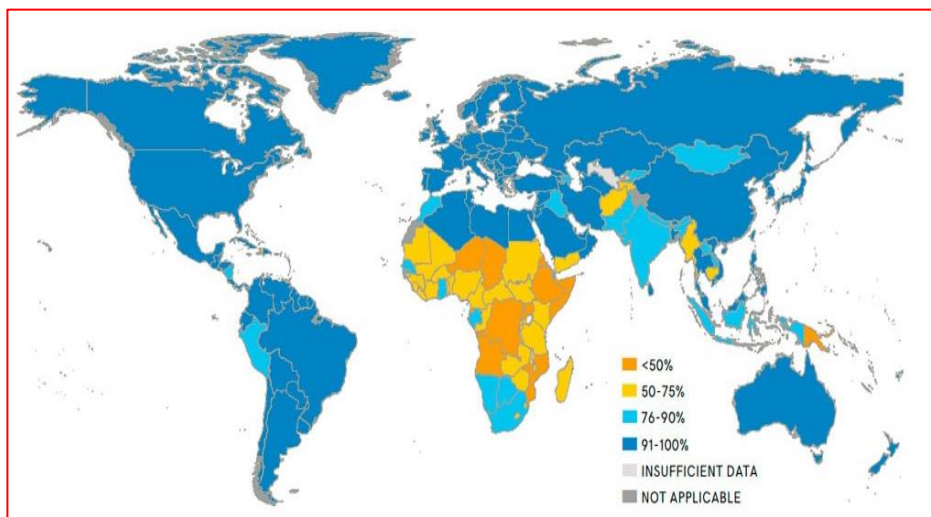 <50%
50-75%
76-90%
91-100%
INSUFFICIENT DATA
NOT APPLICABLE